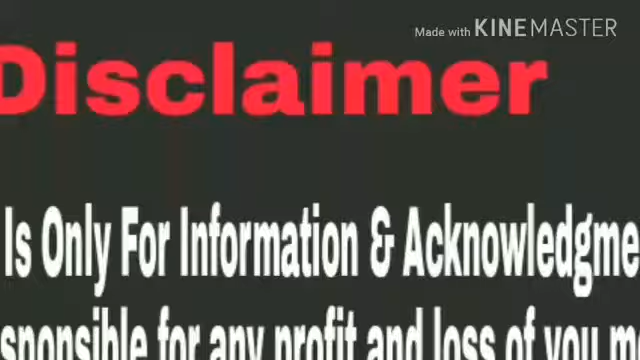 Made with KINEMASTER
Disclaimer
Is Only For Information & Acknowledgme
sponsible for any profit and loss of you m